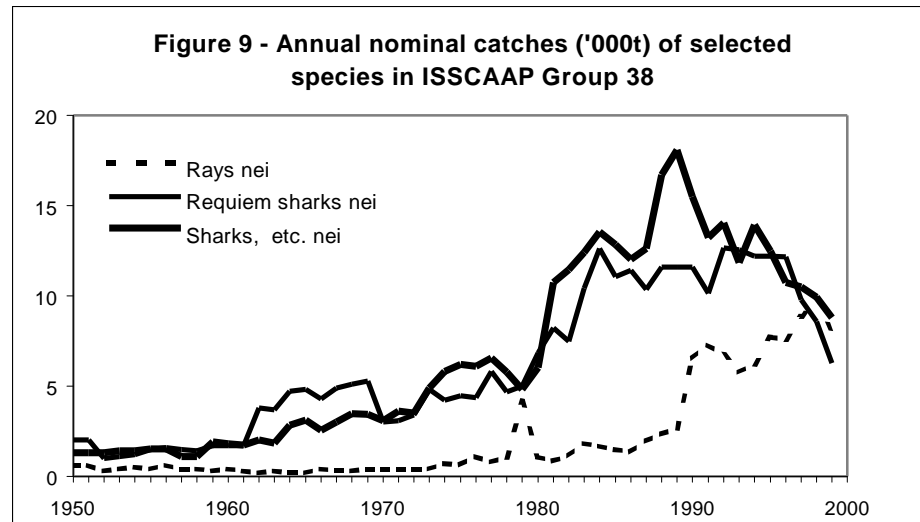 Figure 9 - Annual nominal catches ('000t) of selected
species in ISSCAAP Group 38
20
15
10
5
0
Rays nei
Requiem sharks nei
Sharks, etc. nei
1950 1960 1970 1980 1990 2000